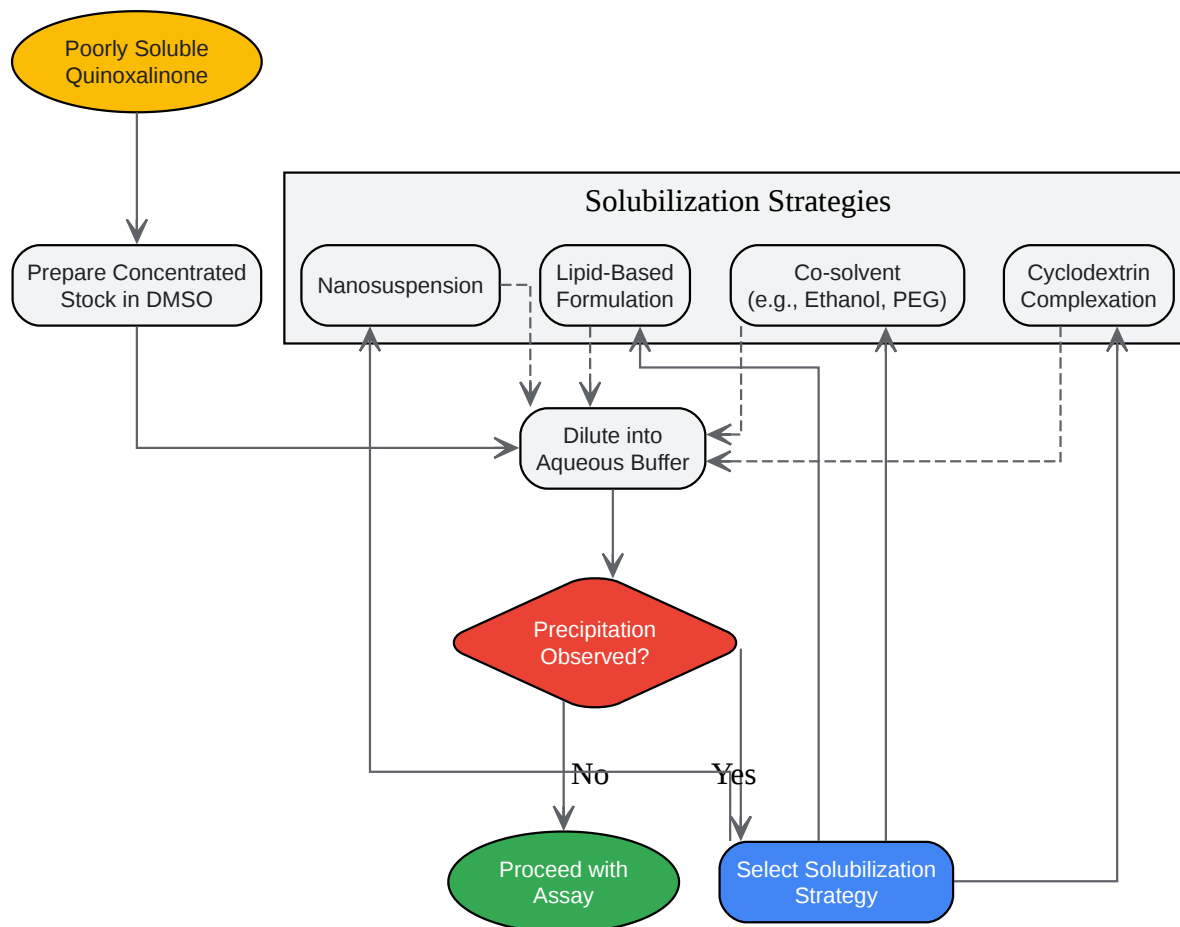 Poorly Soluble
Quinoxalinone
Solubilization Strategies
Prepare Concentrated
Stock in DMSO
Nanosuspension
Lipid-Based
Formulation
Co-solvent
(e.g., Ethanol, PEG)
Cyclodextrin
Complexation
Dilute into
Aqueous Buffer
Precipitation
Observed?
No
Yes
Proceed with
Assay
Select Solubilization
Strategy